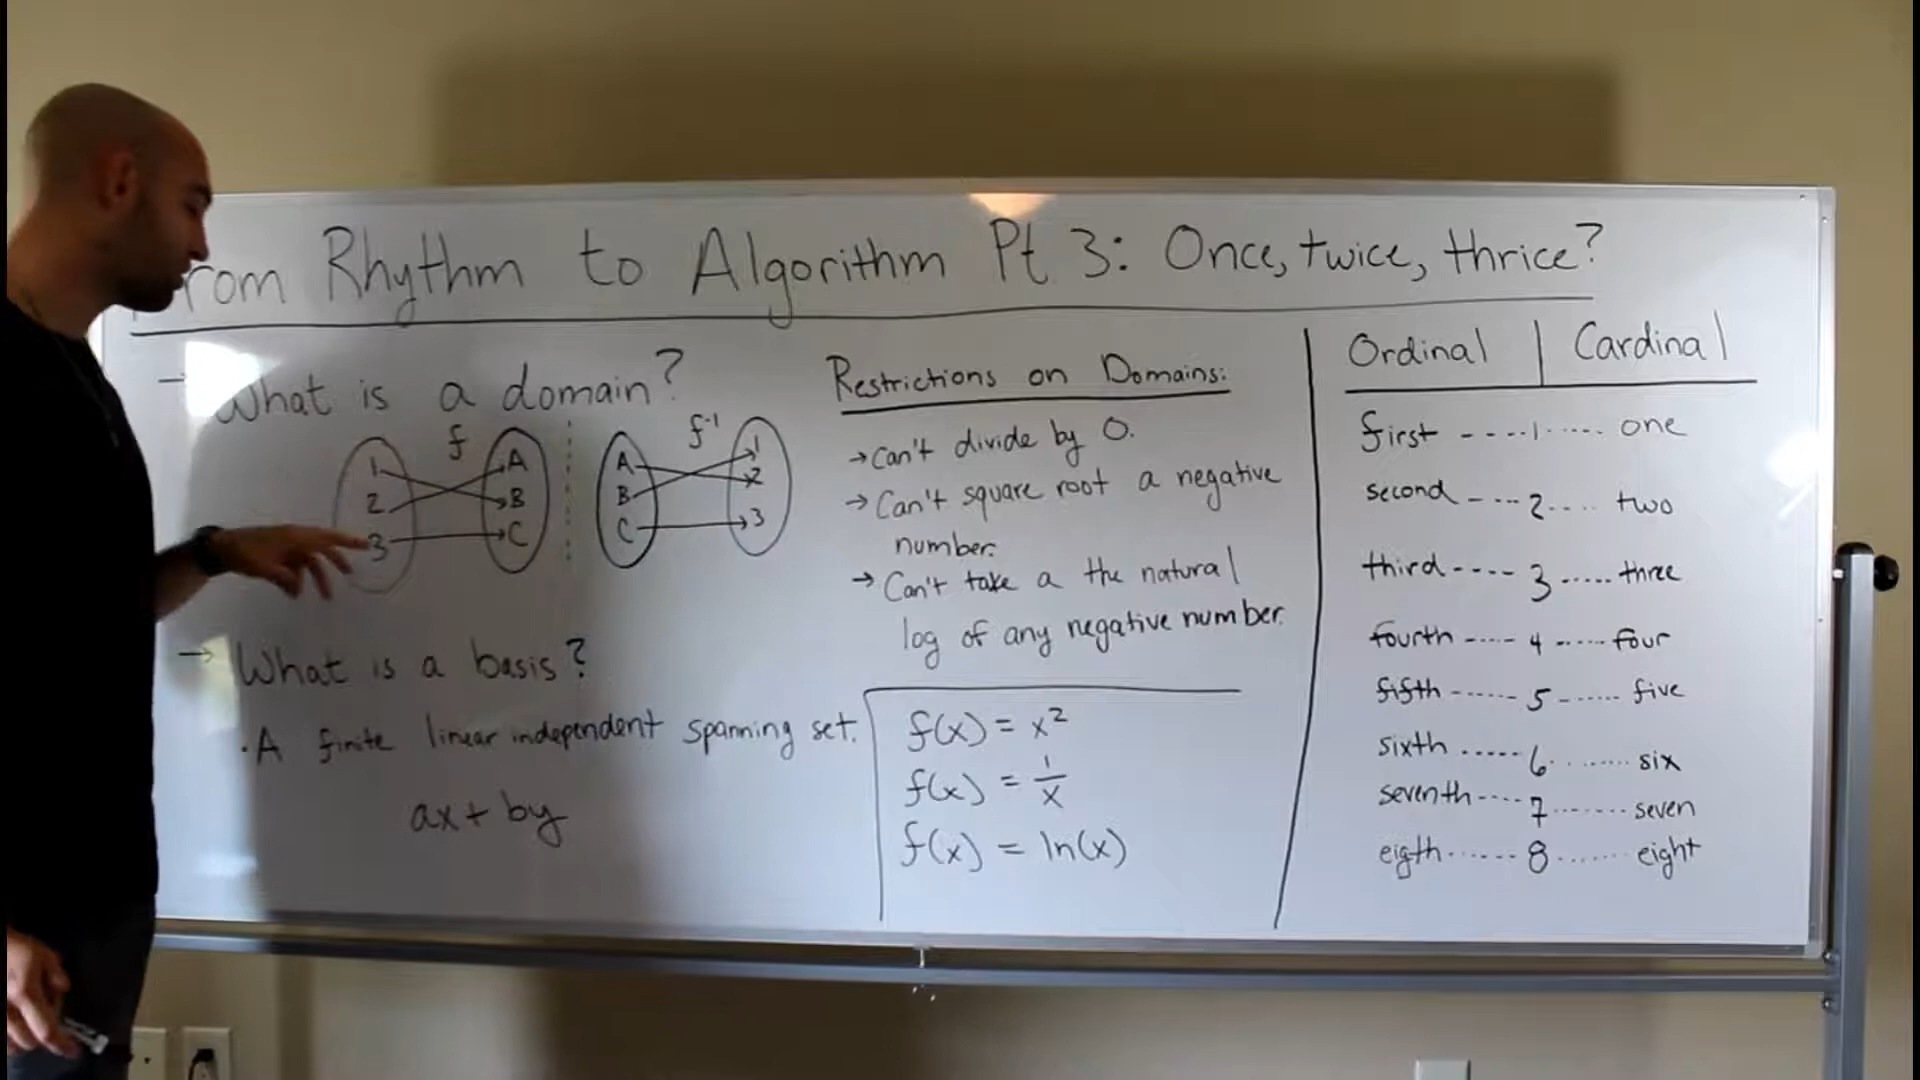 rom Rhythm to Algorithm Pt 3: Once, twice, thrice?
→ What is a domain?
f
1
2
3
A
B
C
f⁻¹
A
B
C
1
2
3
→ What is a basis?
· A finite linear independent spanning set.
ax + by
Restrictions on Domains:
→ Can't divide by 0.
→ Can't square root a negative
number.
→ Can't take a the natural
log of any negative number.
f(x) = x²
f(x) = 1/x
f(x) = ln(x)
Ordinal | Cardinal
first ----1----- one
second ----2---- two
third ---- 3 ----- three
fourth ----- 4 ----- four
fifth ------ 5 ------ five
sixth ----- 6 ------- six
seventh ---- 7 ------- seven
eigth ------ 8 ------ eight